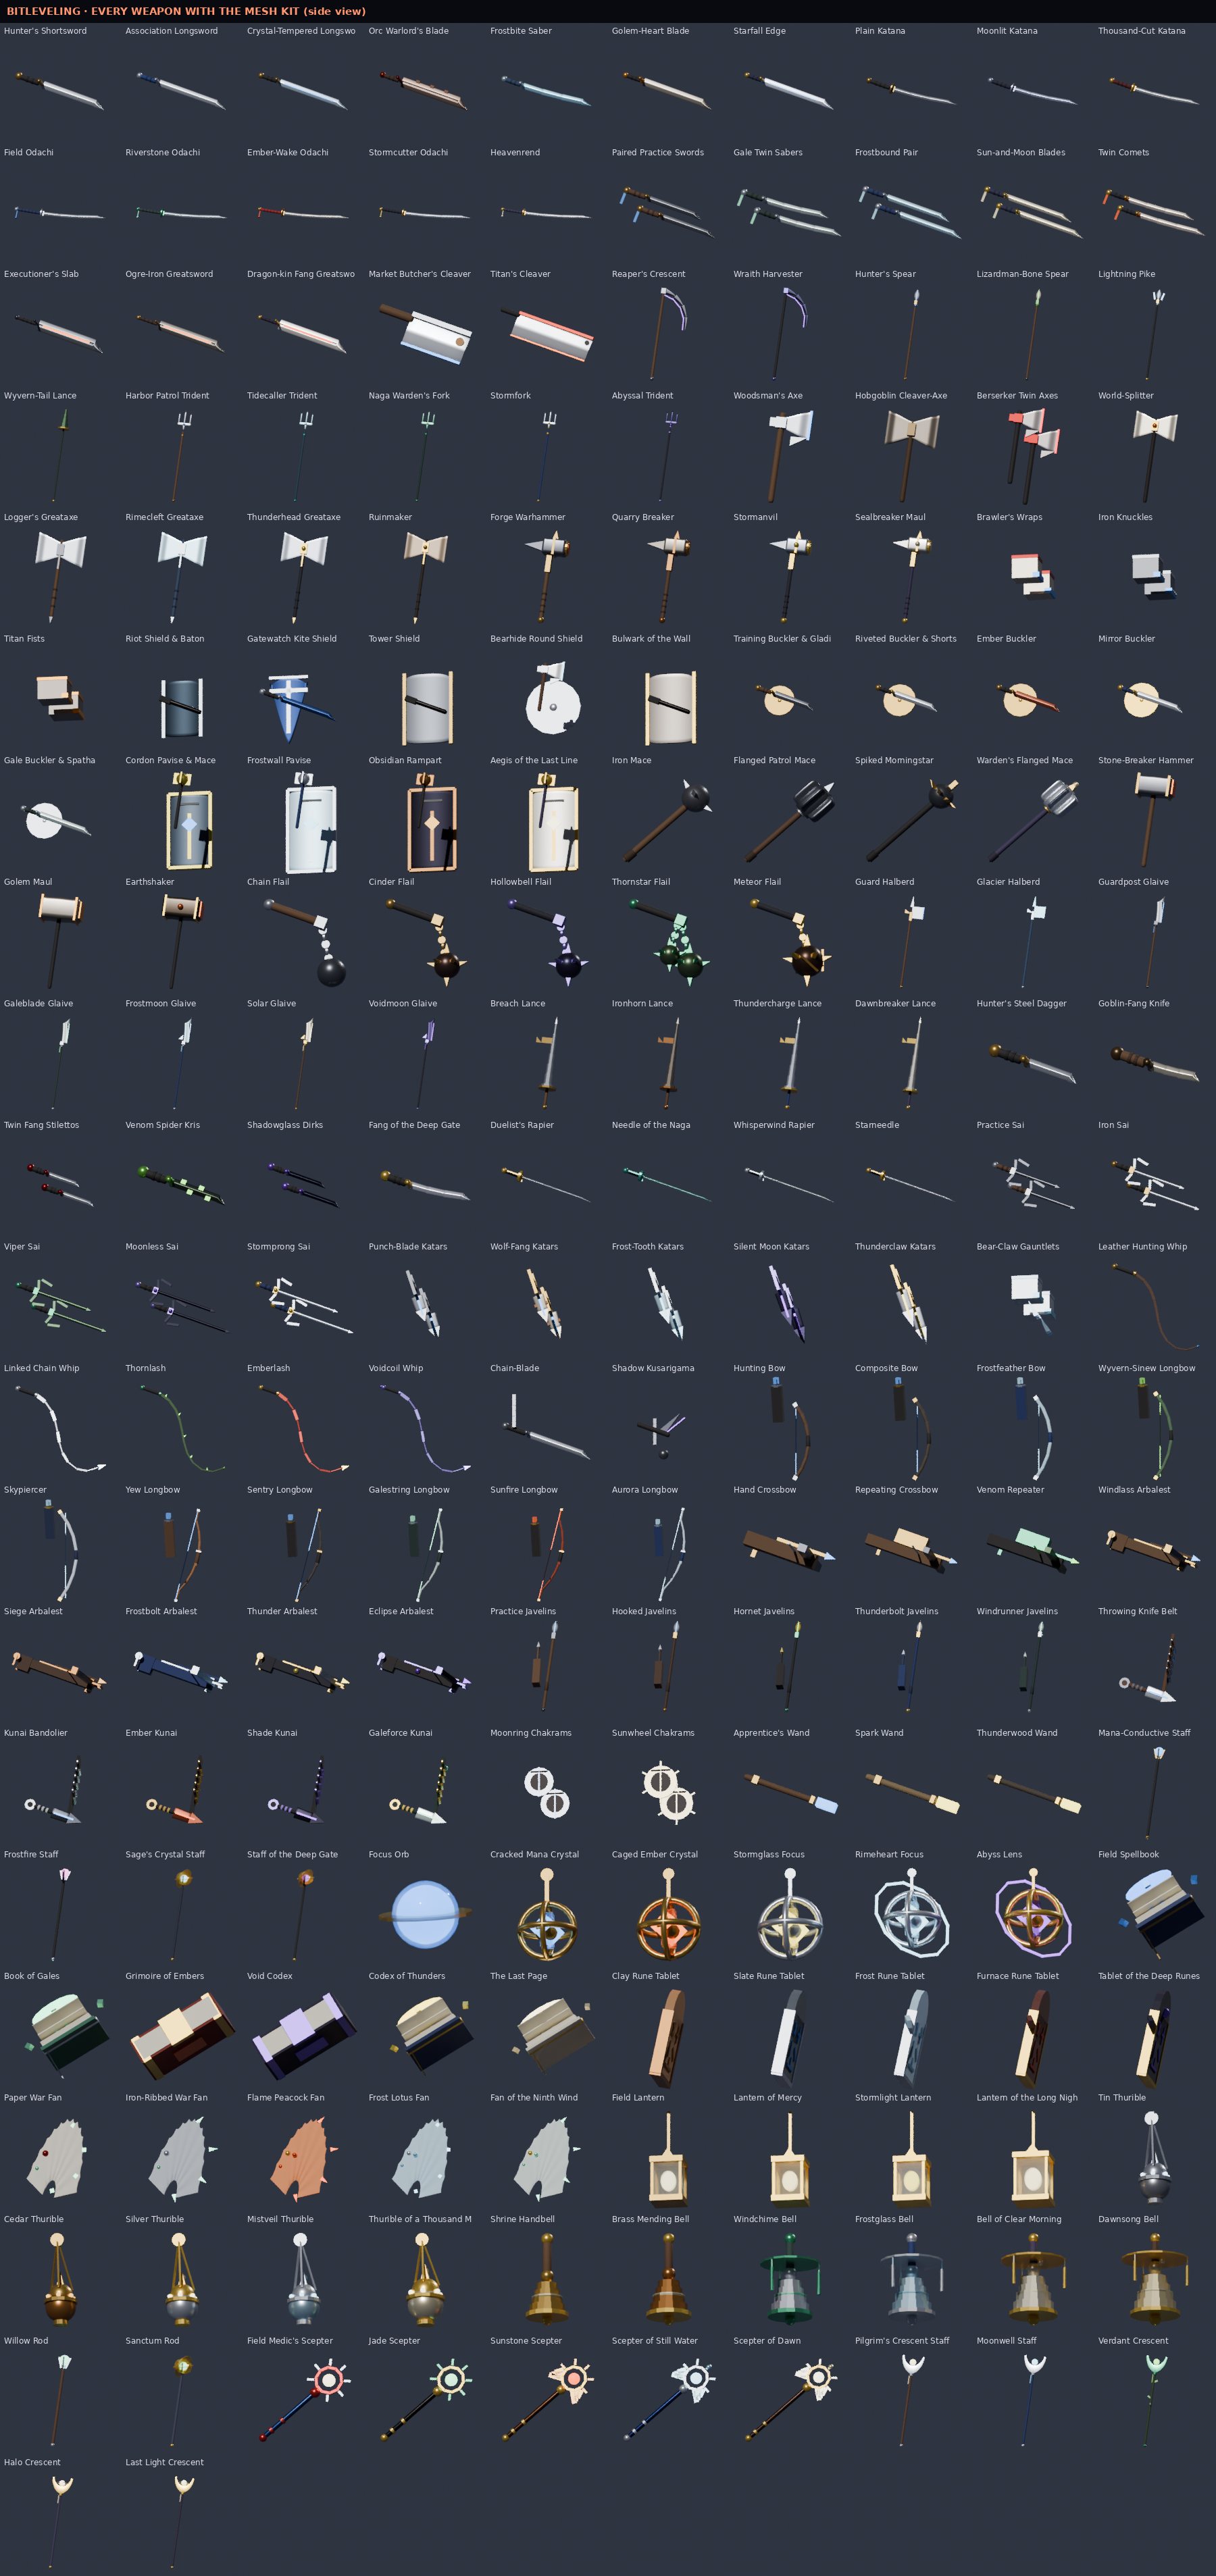 BITLEVELING · EVERY WEAPON WITH THE MESH KIT (side view)
Hunter's Shortsword Association Longsword Crystal-Tempered Longswo Orc Warlord's Blade Frostbite Saber Golem-Heart Blade Starfall Edge Plain Katana Moonlit Katana Thousand-Cut Katana
Field Odachi Riverstone Odachi Ember-Wake Odachi Stormcutter Odachi Heavenrend Paired Practice Swords Gale Twin Sabers Frostbound Pair Sun-and-Moon Blades Twin Comets
Executioner's Slab Ogre-Iron Greatsword Dragon-kin Fang Greatswo Market Butcher's Cleaver Titan's Cleaver Reaper's Crescent Wraith Harvester Hunter's Spear Lizardman-Bone Spear Lightning Pike
Wyvern-Tail Lance Harbor Patrol Trident Tidecaller Trident Naga Warden's Fork Stormfork Abyssal Trident Woodsman's Axe Hobgoblin Cleaver-Axe Berserker Twin Axes World-Splitter
Logger's Greataxe Rimecleft Greataxe Thunderhead Greataxe Ruinmaker Forge Warhammer Quarry Breaker Stormanvil Sealbreaker Maul Brawler's Wraps Iron Knuckles
Titan Fists Riot Shield & Baton Gatewatch Kite Shield Tower Shield Bearhide Round Shield Bulwark of the Wall Training Buckler & Gladi Riveted Buckler & Shorts Ember Buckler Mirror Buckler
Gale Buckler & Spatha Cordon Pavise & Mace Frostwall Pavise Obsidian Rampart Aegis of the Last Line Iron Mace Flanged Patrol Mace Spiked Morningstar Warden's Flanged Mace Stone-Breaker Hammer
Golem Maul Earthshaker Chain Flail Cinder Flail Hollowbell Flail Thornstar Flail Meteor Flail Guard Halberd Glacier Halberd Guardpost Glaive
Galeblade Glaive Frostmoon Glaive Solar Glaive Voidmoon Glaive Breach Lance Ironhorn Lance Thundercharge Lance Dawnbreaker Lance Hunter's Steel Dagger Goblin-Fang Knife
Twin Fang Stilettos Venom Spider Kris Shadowglass Dirks Fang of the Deep Gate Duelist's Rapier Needle of the Naga Whisperwind Rapier Starneedle Practice Sai Iron Sai
Viper Sai Moonless Sai Stormprong Sai Punch-Blade Katars Wolf-Fang Katars Frost-Tooth Katars Silent Moon Katars Thunderclaw Katars Bear-Claw Gauntlets Leather Hunting Whip
Linked Chain Whip Thornlash Emberlash Voidcoil Whip Chain-Blade Shadow Kusarigama Hunting Bow Composite Bow Frostfeather Bow Wyvern-Sinew Longbow
Skypiercer Yew Longbow Sentry Longbow Galestring Longbow Sunfire Longbow Aurora Longbow Hand Crossbow Repeating Crossbow Venom Repeater Windlass Arbalest
Siege Arbalest Frostbolt Arbalest Thunder Arbalest Eclipse Arbalest Practice Javelins Hooked Javelins Hornet Javelins Thunderbolt Javelins Windrunner Javelins Throwing Knife Belt
Kunai Bandolier Ember Kunai Shade Kunai Galeforce Kunai Moonring Chakrams Sunwheel Chakrams Apprentice's Wand Spark Wand Thunderwood Wand Mana-Conductive Staff
Frostfire Staff Sage's Crystal Staff Staff of the Deep Gate Focus Orb Cracked Mana Crystal Caged Ember Crystal Stormglass Focus Rimeheart Focus Abyss Lens Field Spellbook
Book of Gales Grimoire of Embers Void Codex Codex of Thunders The Last Page Clay Rune Tablet Slate Rune Tablet Frost Rune Tablet Furnace Rune Tablet Tablet of the Deep Runes
Paper War Fan Iron-Ribbed War Fan Flame Peacock Fan Frost Lotus Fan Fan of the Ninth Wind Field Lantern Lantern of Mercy Stormlight Lantern Lantern of the Long Nigh Tin Thurible
Cedar Thurible Silver Thurible Mistveil Thurible Thurible of a Thousand M Shrine Handbell Brass Mending Bell Windchime Bell Frostglass Bell Bell of Clear Morning Dawnsong Bell
Willow Rod Sanctum Rod Field Medic's Scepter Jade Scepter Sunstone Scepter Scepter of Still Water Scepter of Dawn Pilgrim's Crescent Staff Moonwell Staff Verdant Crescent
Halo Crescent Last Light Crescent